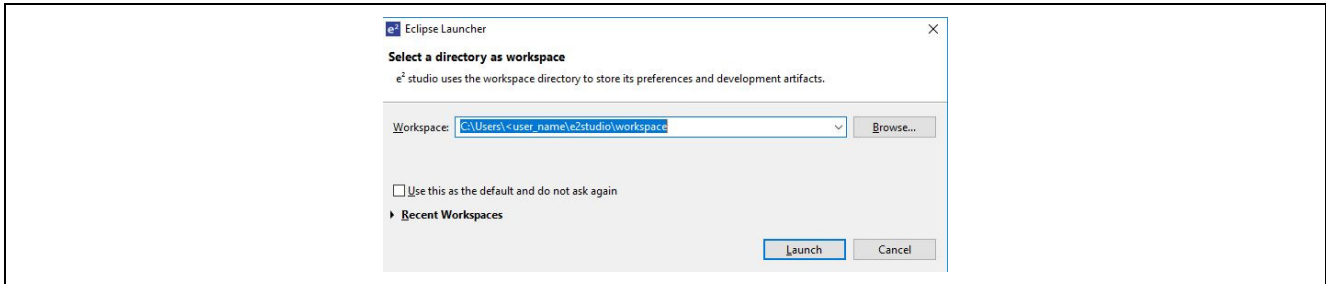 e² Eclipse Launcher
Select a directory as workspace
e² studio uses the workspace directory to store its preferences and development artifacts.
Workspace: C:\Users\<user_name\e2studio\workspace Browse...
Use this as the default and do not ask again
Recent Workspaces
Launch Cancel